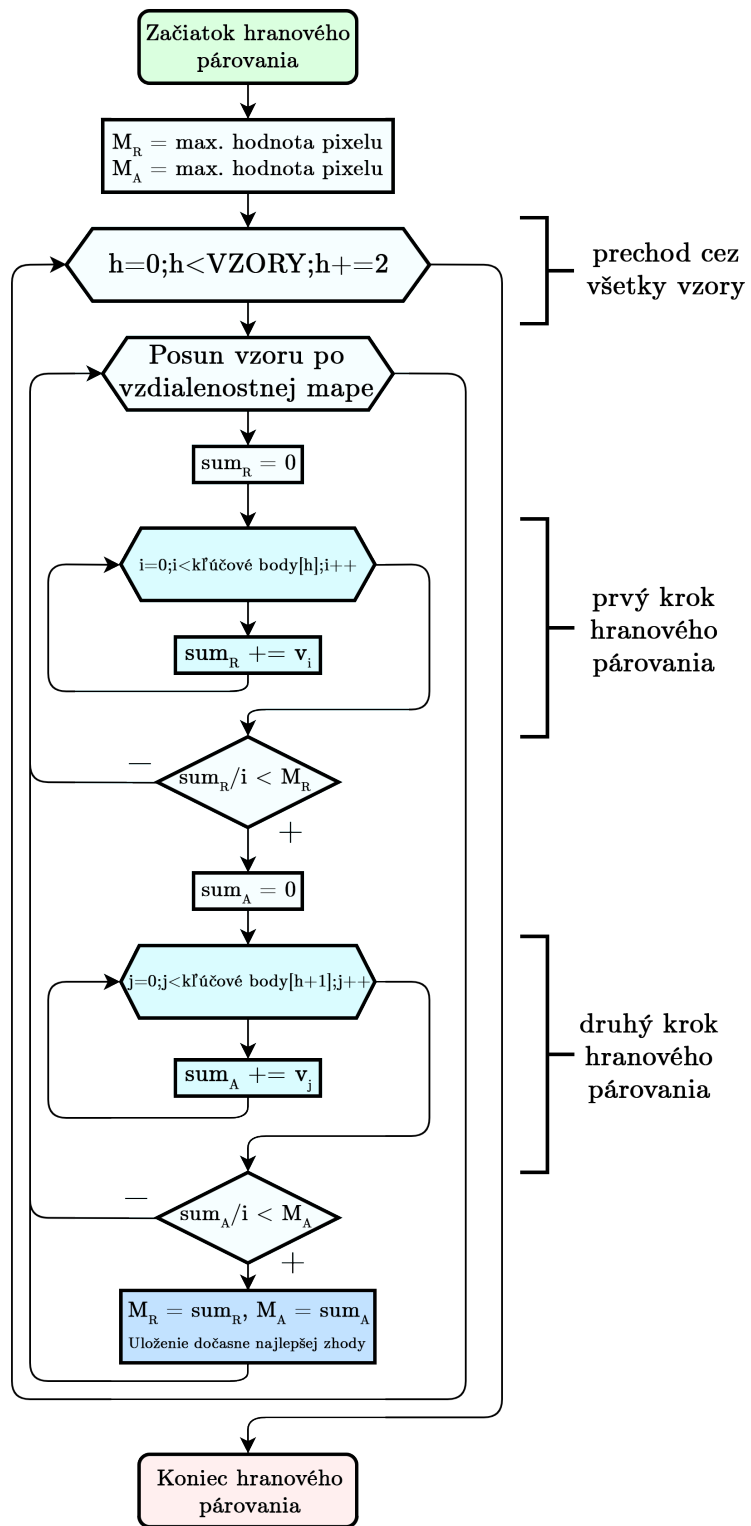 Začiatok hranového
párovania
M_R = max. hodnota pixelu
M_A = max. hodnota pixelu
h=0;h<VZORY;h+=2
prechod cez
všetky vzory
Posun vzoru po
vzdialenostnej mape
sum_R = 0
i=0;i<kľúčové body[h];i++
sum_R += v_i
prvý krok
hranového
párovania
−
sum_R/i < M_R
+
sum_A = 0
j=0;j<kľúčové body[h+1];j++
sum_A += v_j
druhý krok
hranového
párovania
−
sum_A/i < M_A
+
M_R = sum_R, M_A = sum_A
Uloženie dočasne najlepšej zhody
Koniec hranového
párovania